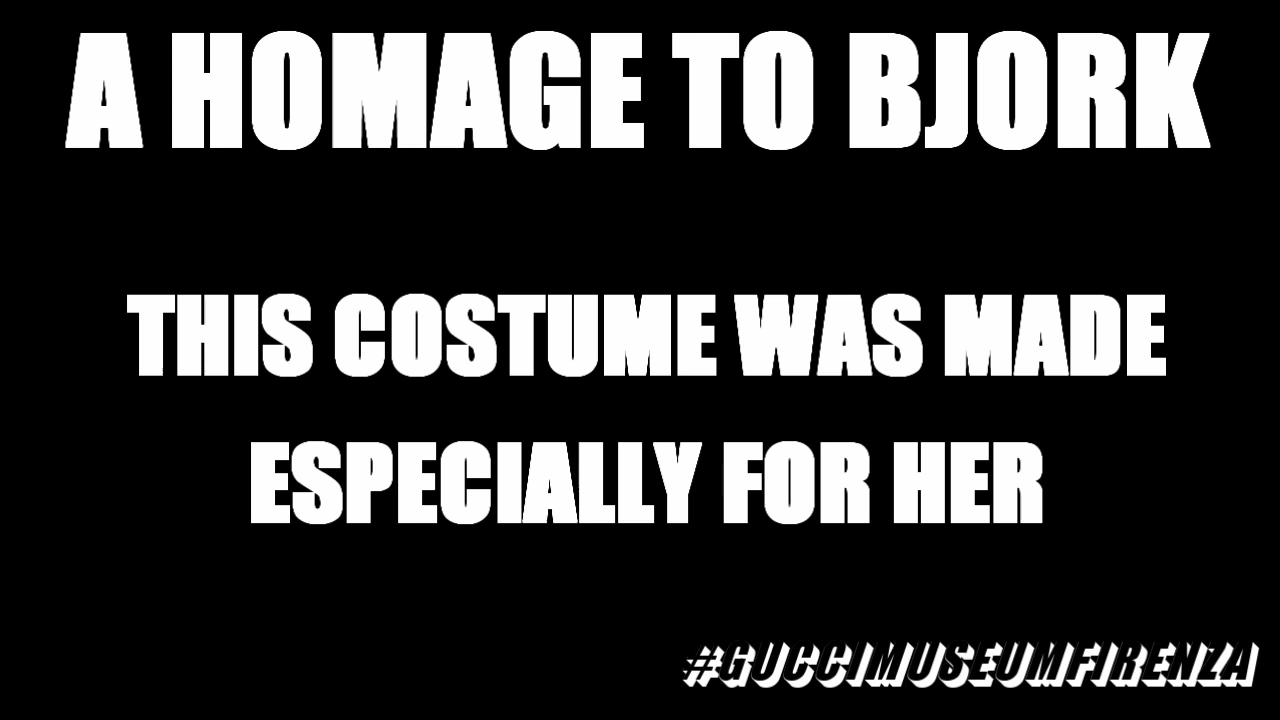 A HOMAGE TO BJORK
THIS COSTUME WAS MADE
ESPECIALLY FOR HER
#GUCCIMUSEUMFIRENZA